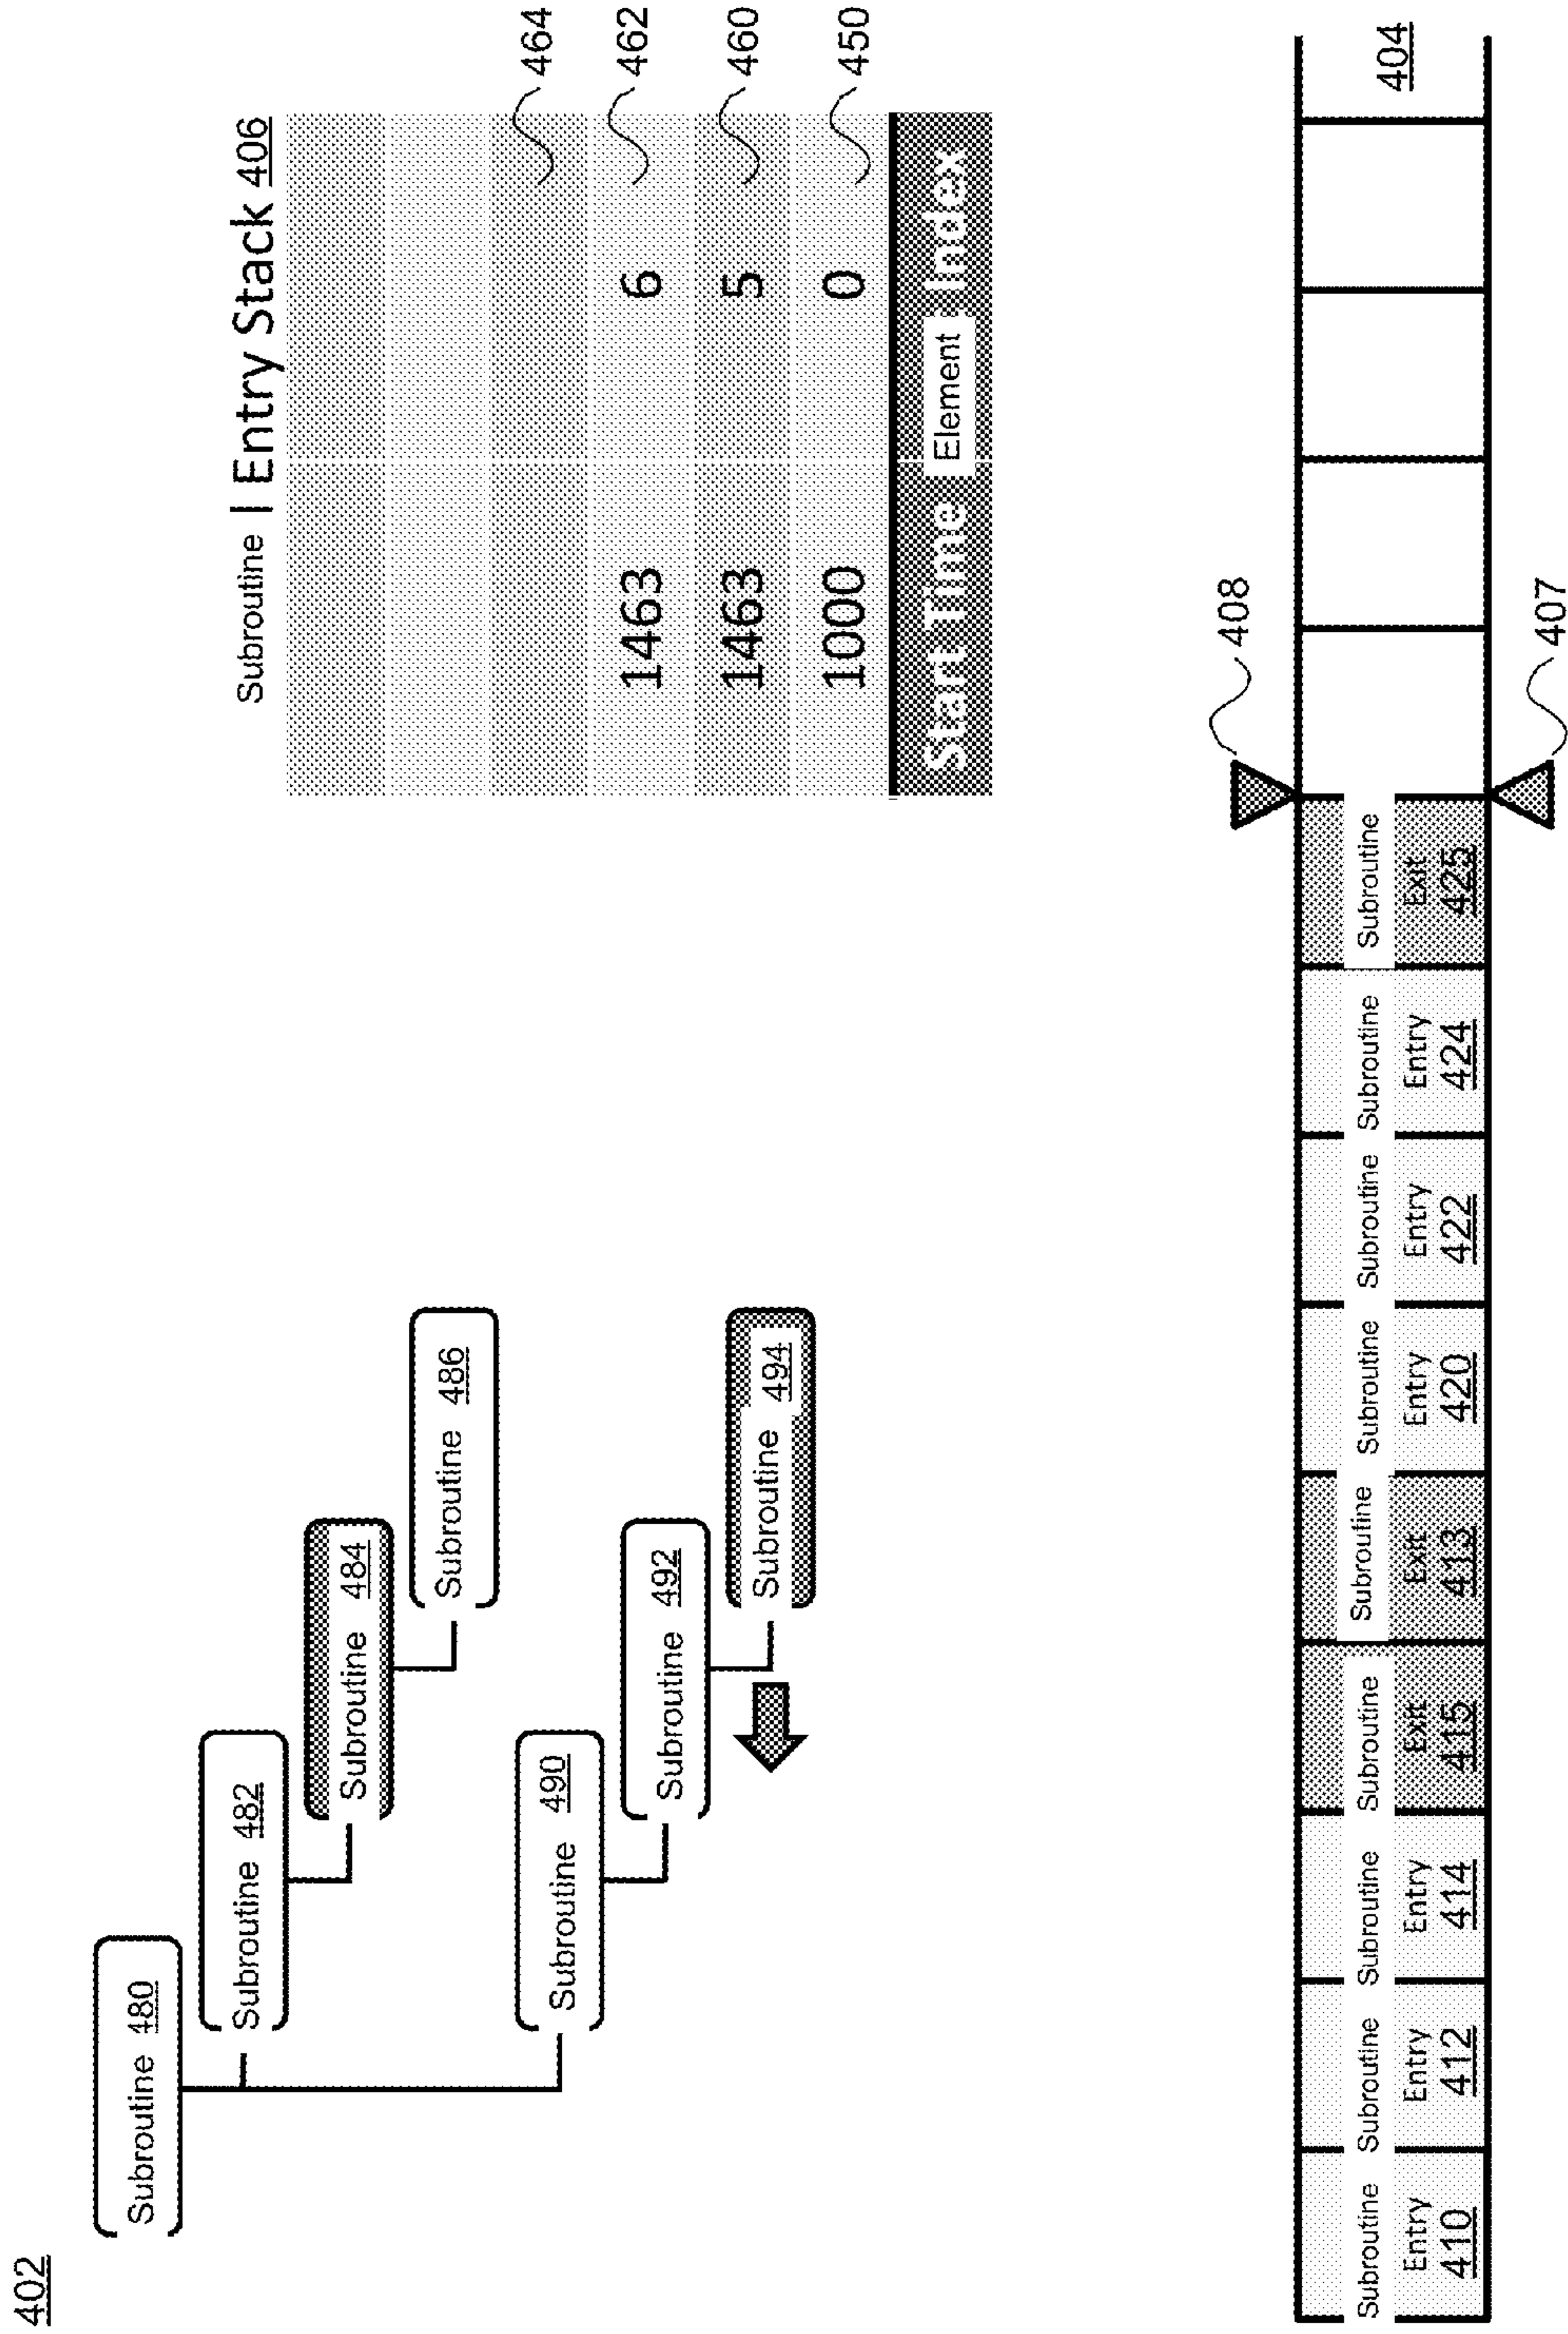 402
Subroutine 480
Subroutine 482
Subroutine 484
Subroutine 486
Subroutine 490
Subroutine 492
Subroutine 494
Subroutine | Entry Stack 406
464
1463 6 462
1463 5 460
1000 0 450
Start Time Element Index
408
Subroutine Entry 410
Subroutine Entry 412
Subroutine Entry 414
Subroutine Exit 415
Subroutine Exit 413
Subroutine Entry 420
Subroutine Entry 422
Subroutine Entry 424
Subroutine Exit 425
404
407